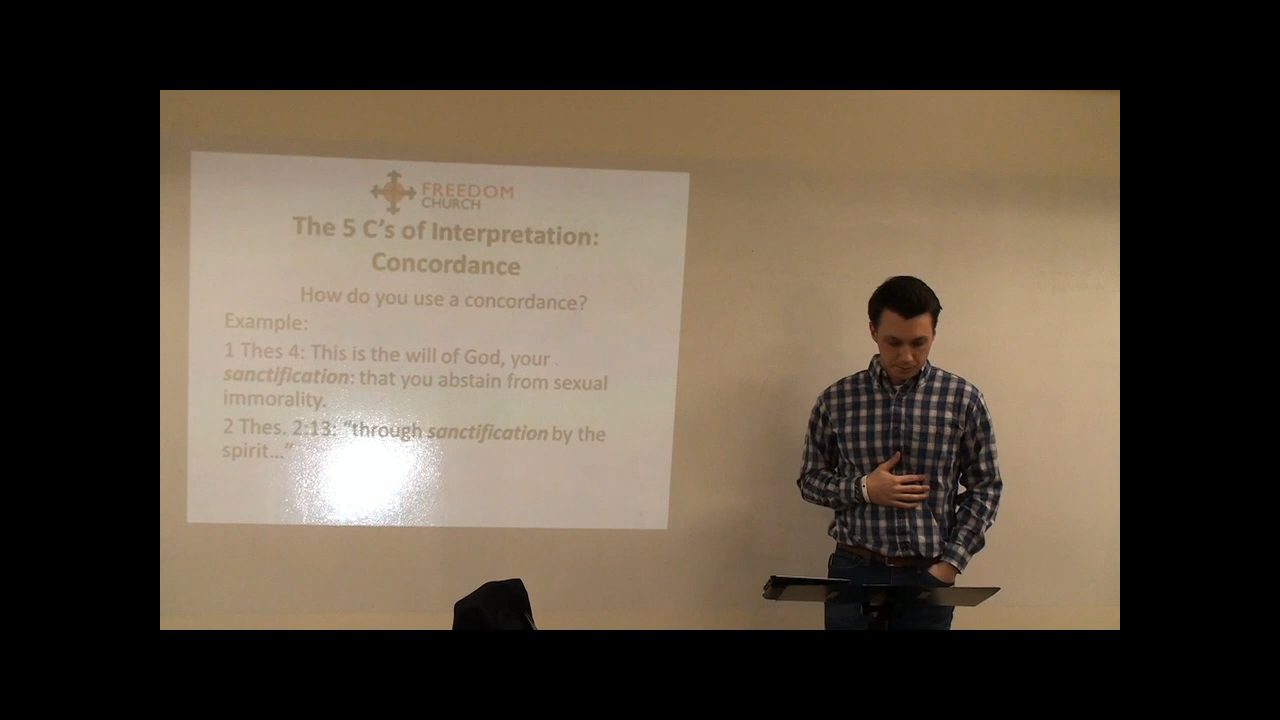 FREEDOM
CHURCH
The 5 C's of Interpretation:
Concordance
How do you use a concordance?
Example:
1 Thes 4: This is the will of God, your
sanctification: that you abstain from sexual
immorality.
2 Thes. 2:13: "through sanctification by the
spirit…"